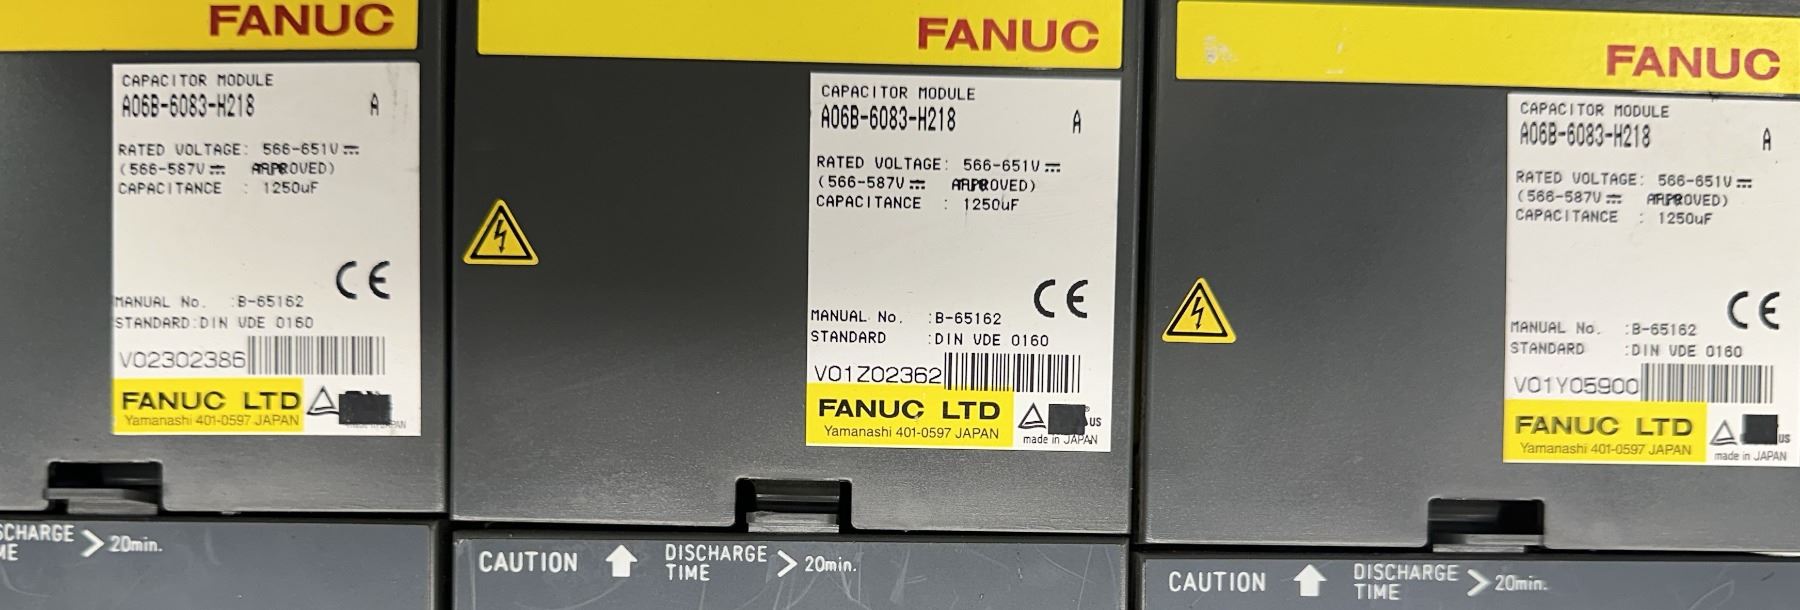 FANUC
CAPACITOR MODULE
A06B-6083-H218 A
RATED VOLTAGE: 566-651V
(566-587V APPROVED)
CAPACITANCE : 1250uF
CE
MANUAL No. :B-65162
STANDARD:DIN VDE 0160
V02302386
FANUC LTD
Yamanashi 401-0597 JAPAN
SCHARGE
ME
> 20min.
FANUC
CAPACITOR MODULE
A06B-6083-H218 A
RATED VOLTAGE: 566-651V
(566-587V APPROVED)
CAPACITANCE : 1250uF
CE
MANUAL No. :B-65162
STANDARD :DIN VDE 0160
V01Z02362
FANUC LTD
Yamanashi 401-0597 JAPAN
US
made in JAPAN
CAUTION
DISCHARGE
TIME
> 20min.
FANUC
CAPACITOR MODULE
A06B-6083-H218 A
RATED VOLTAGE: 566-651V
(566-587V APPROVED)
CAPACITANCE : 1250uF
CE
MANUAL No. :B-65162
STANDARD :DIN VDE 0160
V01Y05900
FANUC LTD
Yamanashi 401-0597 JAPAN
US
made in JAPAN
CAUTION
DISCHARGE
TIME
> 20min.